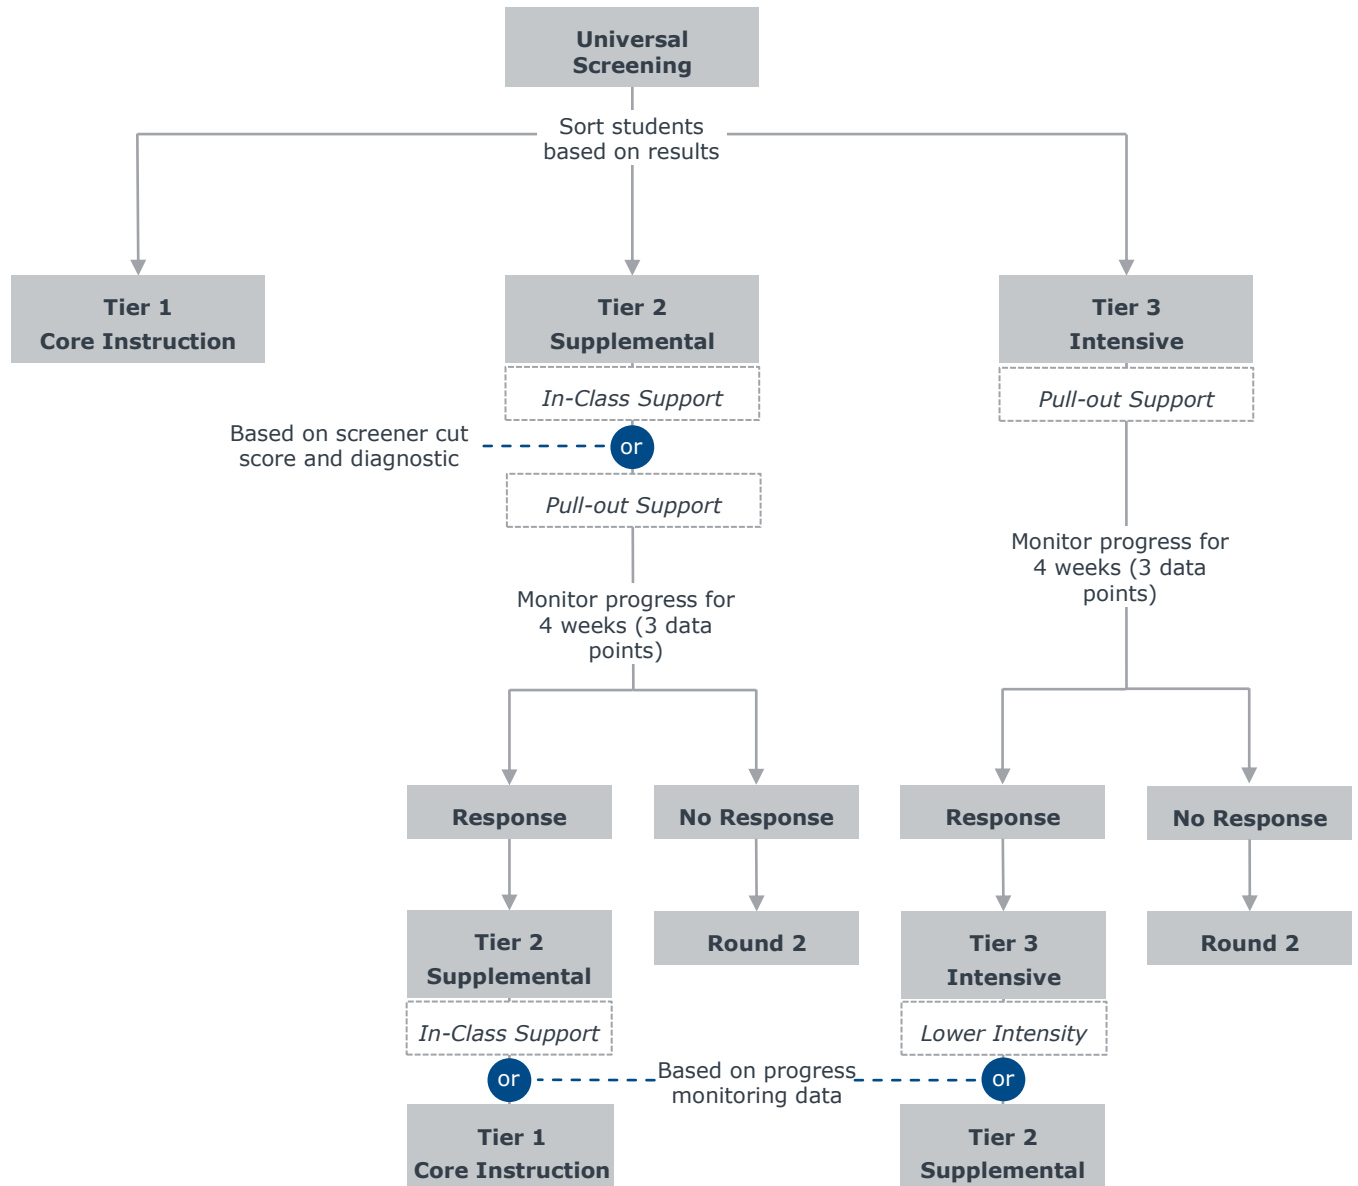 Universal
Screening
Sort students
based on results
Tier 1
Core Instruction
Tier 2
Supplemental
Tier 3
Intensive
In-Class Support
Pull-out Support
Based on screener cut
score and diagnostic
or
Pull-out Support
Monitor progress for
4 weeks (3 data
points)
Monitor progress for
4 weeks (3 data
points)
Response
No Response
Response
No Response
Tier 2
Supplemental
Round 2
Tier 3
Intensive
Round 2
In-Class Support
Lower Intensity
or
Based on progress
monitoring data
or
Tier 1
Core Instruction
Tier 2
Supplemental